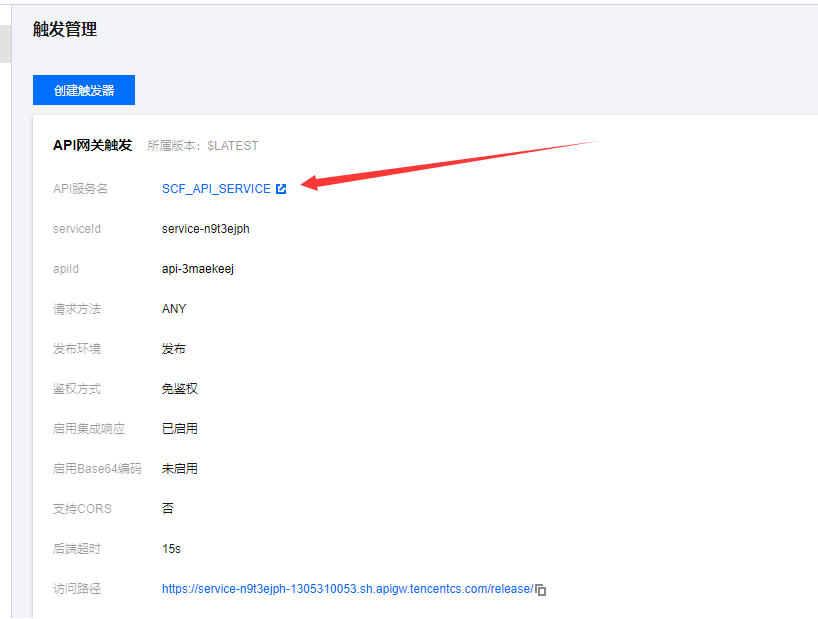 触发管理
创建触发器
API网关触发 所属版本：$LATEST
API服务名 SCF_API_SERVICE
serviceId service-n9t3ejph
apiId api-3maekeej
请求方法 ANY
发布环境 发布
鉴权方式 免鉴权
启用集成响应 已启用
启用Base64编码 未启用
支持CORS 否
后端超时 15s
访问路径 https://service-n9t3ejph-1305310053.sh.apigw.tencentcs.com/release/